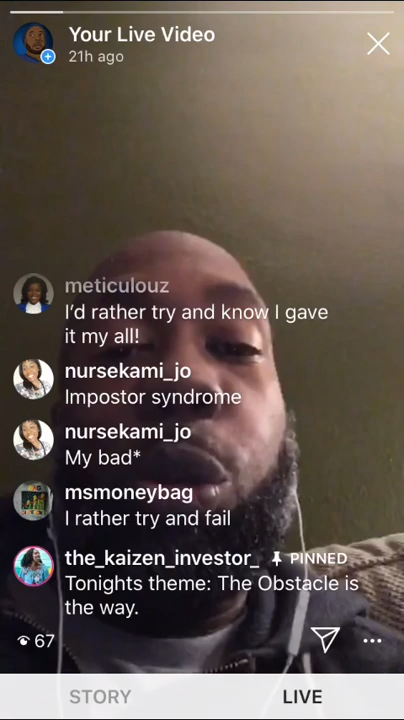 Your Live Video
21h ago
meticulouz
I'd rather try and know I gave
it my all!
nursekami_jo
Impostor syndrome
nursekami_jo
My bad*
msmoneybag
I rather try and fail
the_kaizen_investor_ PINNED
Tonights theme: The Obstacle is
the way.
67
STORY LIVE